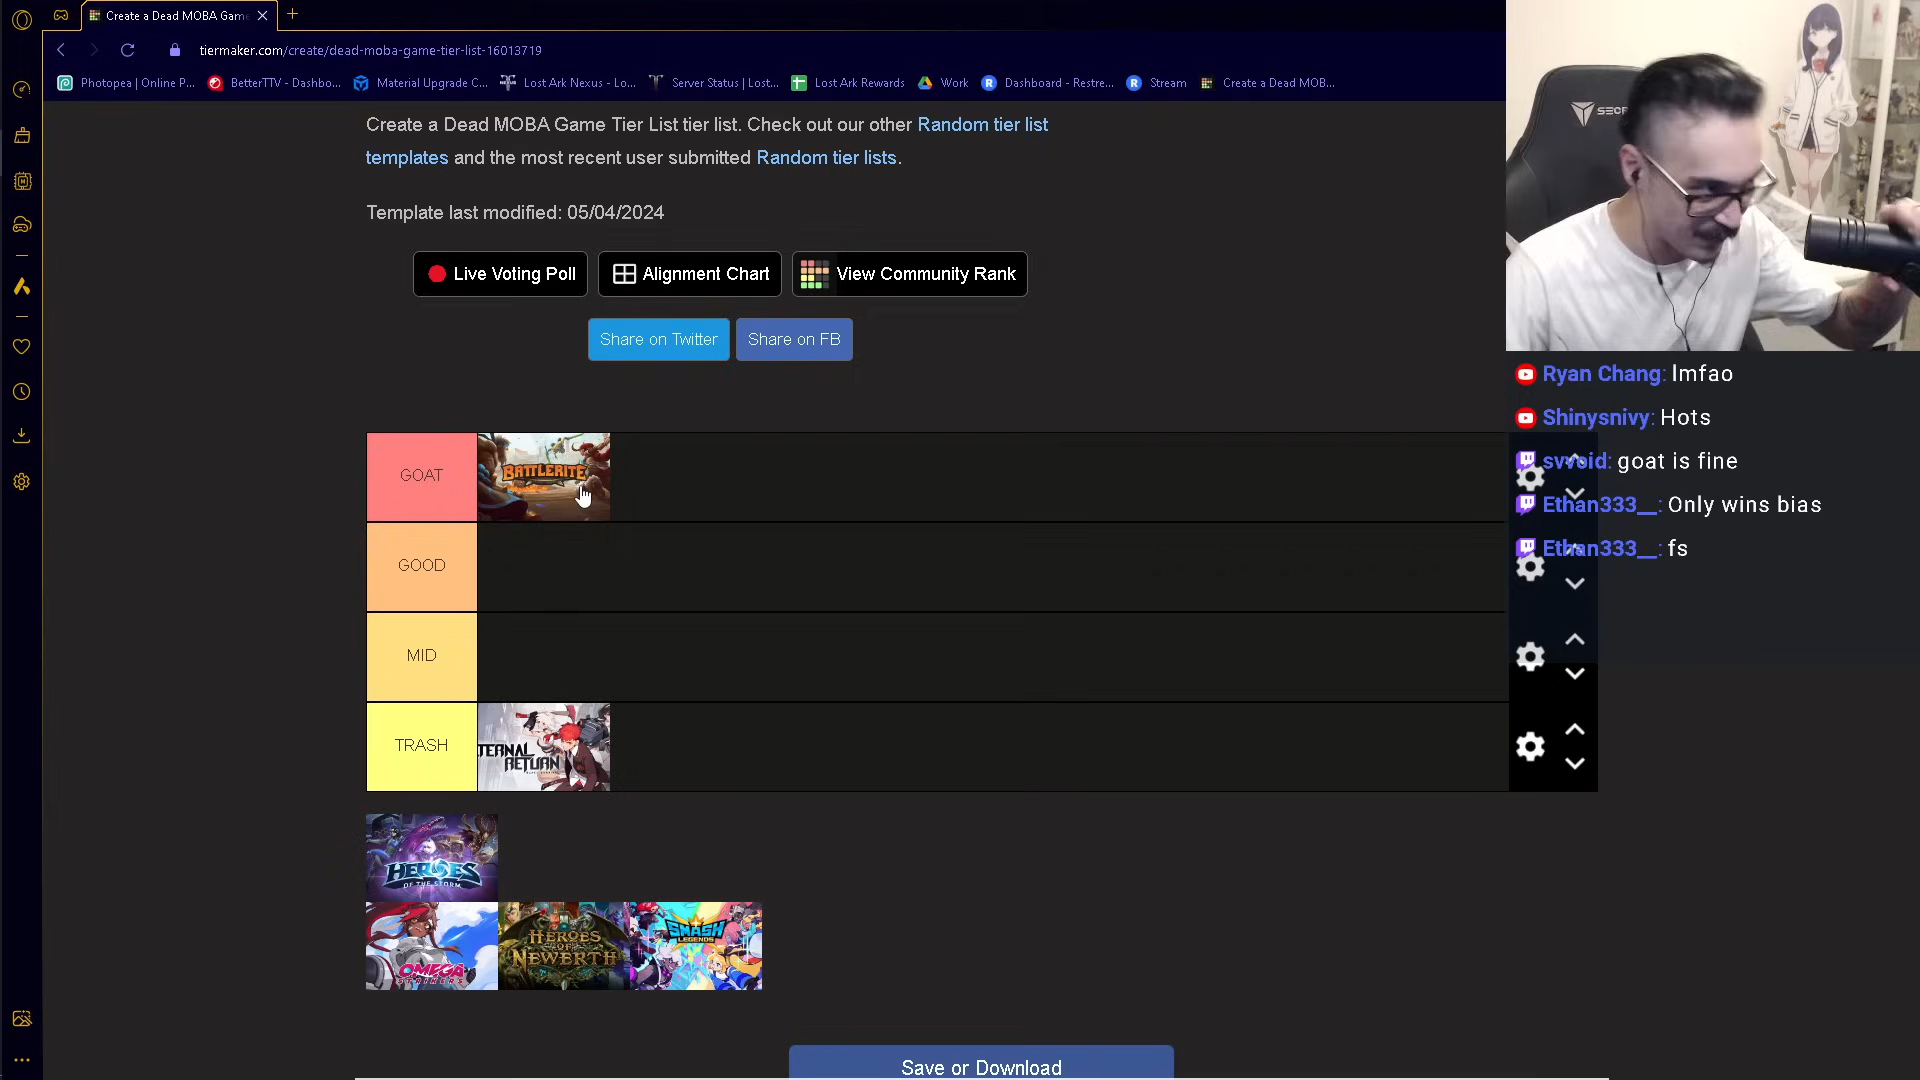 Create a Dead MOBA Game
tiermaker.com/create/dead-moba-game-tier-list-16013719
Photopea | Online P...
BetterTTV - Dashbo...
Material Upgrade C...
Lost Ark Nexus - Lo...
Server Status | Lost...
Lost Ark Rewards
Work
Dashboard - Restre...
Stream
Create a Dead MOB...
Create a Dead MOBA Game Tier List tier list. Check out our other Random tier list
templates and the most recent user submitted Random tier lists.
Template last modified: 05/04/2024
Live Voting Poll
Alignment Chart
View Community Rank
Share on Twitter
Share on FB
Ryan Chang: lmfao
Shinysnivy: Hots
svvoid: goat is fine
Ethan333__: Only wins bias
Ethan333__: fs
GOAT
BATTLERITE
GOOD
MID
TRASH
TERNAL
RETURN
HEROES
OF THE STORM
OMEGA
STRIKERS
HEROES
OF
NEWERTH
SMASH
LEGENDS
Save or Download